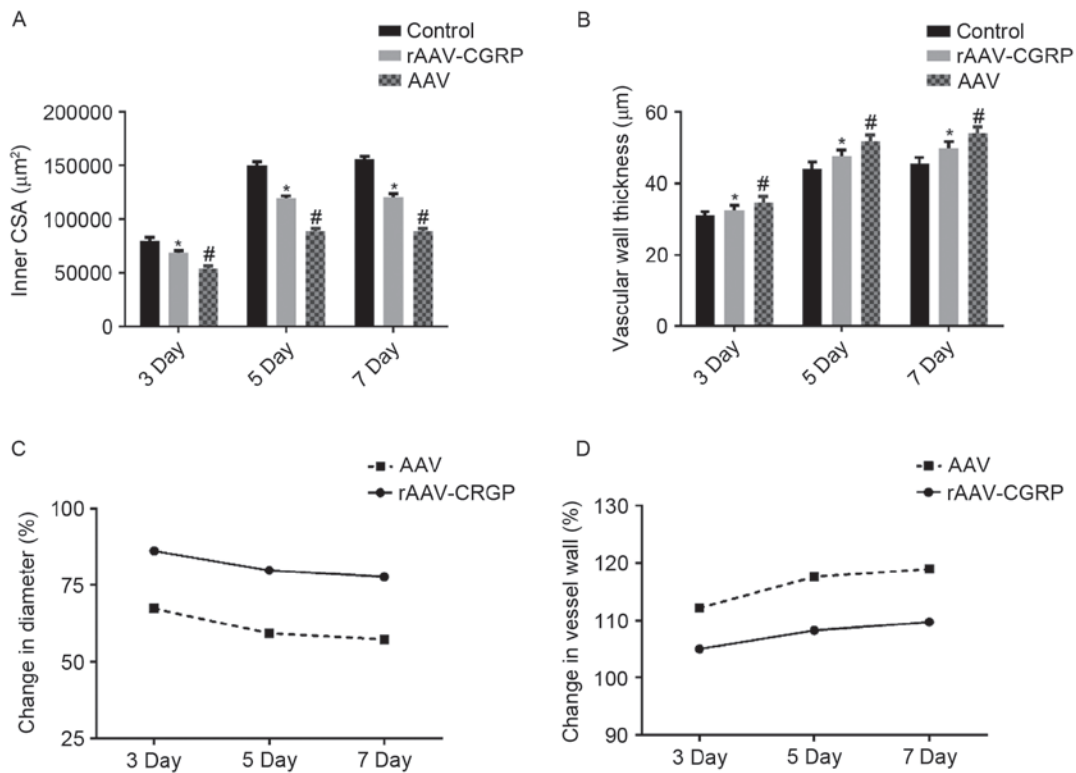 A
Control
rAAV-CGRP
AAV
Inner CSA (μm²)
200000
150000
100000
50000
0
*
#
*
#
*
#
3 Day
5 Day
7 Day
B
Control
rAAV-CGRP
AAV
Vascular wall thickness (μm)
60
40
20
0
*
#
*
#
*
#
3 Day
5 Day
7 Day
C
AAV
rAAV-CRGP
Change in diameter (%)
100
75
50
25
3 Day
5 Day
7 Day
D
AAV
rAAV-CGRP
Change in vessel wall (%)
130
120
110
100
90
3 Day
5 Day
7 Day